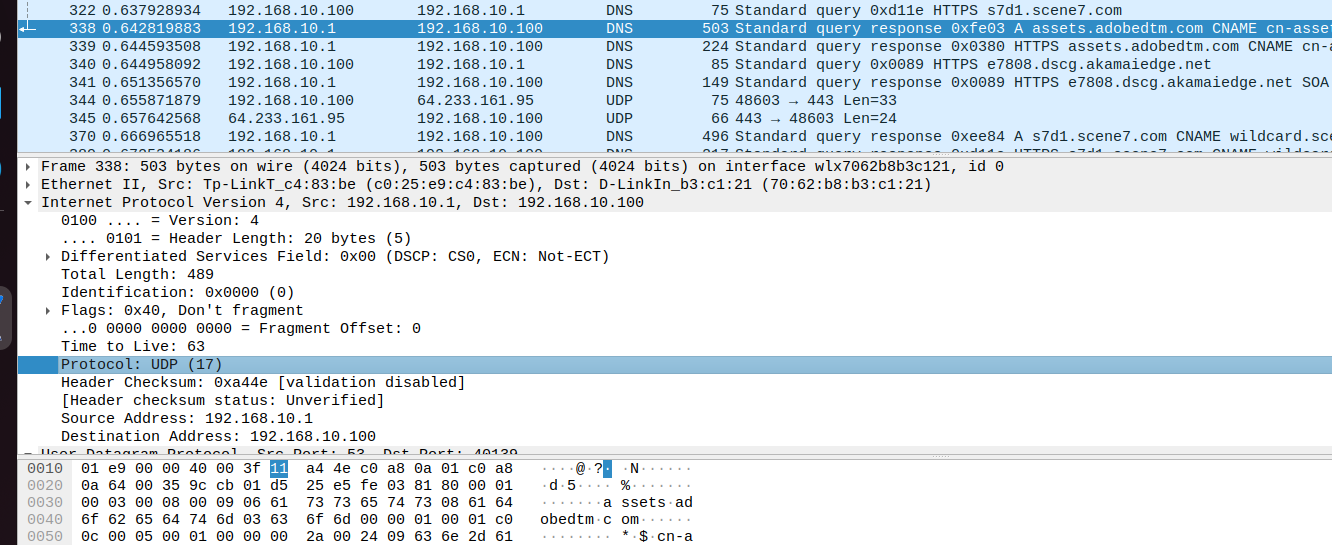 322 0.637928934 192.168.10.100 192.168.10.1 DNS 75 Standard query 0xd11e HTTPS s7d1.scene7.com
338 0.642819883 192.168.10.1 192.168.10.100 DNS 503 Standard query response 0xfe03 A assets.adobedtm.com CNAME cn-asse
339 0.644593508 192.168.10.1 192.168.10.100 DNS 224 Standard query response 0x0380 HTTPS assets.adobedtm.com CNAME cn-a
340 0.644958092 192.168.10.100 192.168.10.1 DNS 85 Standard query 0x0089 HTTPS e7808.dscg.akamaiedge.net
341 0.651356570 192.168.10.1 192.168.10.100 DNS 149 Standard query response 0x0089 HTTPS e7808.dscg.akamaiedge.net SOA
344 0.655871879 192.168.10.100 64.233.161.95 UDP 75 48603 → 443 Len=33
345 0.657642568 64.233.161.95 192.168.10.100 UDP 66 443 → 48603 Len=24
370 0.666965518 192.168.10.1 192.168.10.100 DNS 496 Standard query response 0xee84 A s7d1.scene7.com CNAME wildcard.sce
Frame 338: 503 bytes on wire (4024 bits), 503 bytes captured (4024 bits) on interface wlx7062b8b3c121, id 0
Ethernet II, Src: Tp-LinkT_c4:83:be (c0:25:e9:c4:83:be), Dst: D-LinkIn_b3:c1:21 (70:62:b8:b3:c1:21)
Internet Protocol Version 4, Src: 192.168.10.1, Dst: 192.168.10.100
0100 .... = Version: 4
.... 0101 = Header Length: 20 bytes (5)
Differentiated Services Field: 0x00 (DSCP: CS0, ECN: Not-ECT)
Total Length: 489
Identification: 0x0000 (0)
Flags: 0x40, Don't fragment
...0 0000 0000 0000 = Fragment Offset: 0
Time to Live: 63
Protocol: UDP (17)
Header Checksum: 0xa44e [validation disabled]
[Header checksum status: Unverified]
Source Address: 192.168.10.1
Destination Address: 192.168.10.100
User Datagram Protocol, Src Port: 53, Dst Port: 40139
0010 01 e9 00 00 40 00 3f 11 a4 4e c0 a8 0a 01 c0 a8 ····@·?· ·N······
0020 0a 64 00 35 9c cb 01 d5 25 e5 fe 03 81 80 00 01 ·d·5···· %·······
0030 00 03 00 08 00 09 06 61 73 73 65 74 73 08 61 64 ·······a ssets·ad
0040 6f 62 65 64 74 6d 03 63 6f 6d 00 00 01 00 01 c0 obedtm·c om······
0050 0c 00 05 00 01 00 00 00 2a 00 24 09 63 6e 2d 61 ········ *·$·cn-a